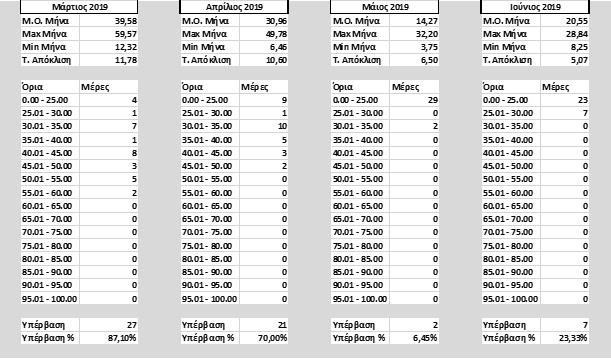 Μάρτιος 2019 Απρίλιος 2019 Μάιος 2019 Ιούνιος 2019
Μ.Ο. Μήνα 39,58 Μ.Ο. Μήνα 30,96 Μ.Ο. Μήνα 14,27 Μ.Ο. Μήνα 20,55
Max Μήνα 59,57 Max Μήνα 49,78 Max Μήνα 32,20 Max Μήνα 28,84
Min Μήνα 12,32 Min Μήνα 6,46 Min Μήνα 3,75 Min Μήνα 8,25
Τ. Απόκλιση 11,78 Τ. Απόκλιση 10,60 Τ. Απόκλιση 6,50 Τ. Απόκλιση 5,07
Όρια Μέρες Όρια Μέρες Όρια Μέρες Όρια Μέρες
0.00 - 25.00 4 0.00 - 25.00 9 0.00 - 25.00 29 0.00 - 25.00 23
25.01 - 30.00 1 25.01 - 30.00 1 25.01 - 30.00 0 25.01 - 30.00 7
30.01 - 35.00 7 30.01 - 35.00 10 30.01 - 35.00 2 30.01 - 35.00 0
35.01 - 40.00 1 35.01 - 40.00 5 35.01 - 40.00 0 35.01 - 40.00 0
40.01 - 45.00 8 40.01 - 45.00 3 40.01 - 45.00 0 40.01 - 45.00 0
45.01 - 50.00 3 45.01 - 50.00 2 45.01 - 50.00 0 45.01 - 50.00 0
50.01 - 55.00 5 50.01 - 55.00 0 50.01 - 55.00 0 50.01 - 55.00 0
55.01 - 60.00 2 55.01 - 60.00 0 55.01 - 60.00 0 55.01 - 60.00 0
60.01 - 65.00 0 60.01 - 65.00 0 60.01 - 65.00 0 60.01 - 65.00 0
65.01 - 70.00 0 65.01 - 70.00 0 65.01 - 70.00 0 65.01 - 70.00 0
70.01 - 75.00 0 70.01 - 75.00 0 70.01 - 75.00 0 70.01 - 75.00 0
75.01 - 80.00 0 75.01 - 80.00 0 75.01 - 80.00 0 75.01 - 80.00 0
80.01 - 85.00 0 80.01 - 85.00 0 80.01 - 85.00 0 80.01 - 85.00 0
85.01 - 90.00 0 85.01 - 90.00 0 85.01 - 90.00 0 85.01 - 90.00 0
90.01 - 95.00 0 90.01 - 95.00 0 90.01 - 95.00 0 90.01 - 95.00 0
95.01 - 100.00 0 95.01 - 100.00 0 95.01 - 100.00 0 95.01 - 100.00 0
Υπέρβαση 27 Υπέρβαση 21 Υπέρβαση 2 Υπέρβαση 7
Υπέρβαση % 87,10% Υπέρβαση % 70,00% Υπέρβαση % 6,45% Υπέρβαση % 23,33%